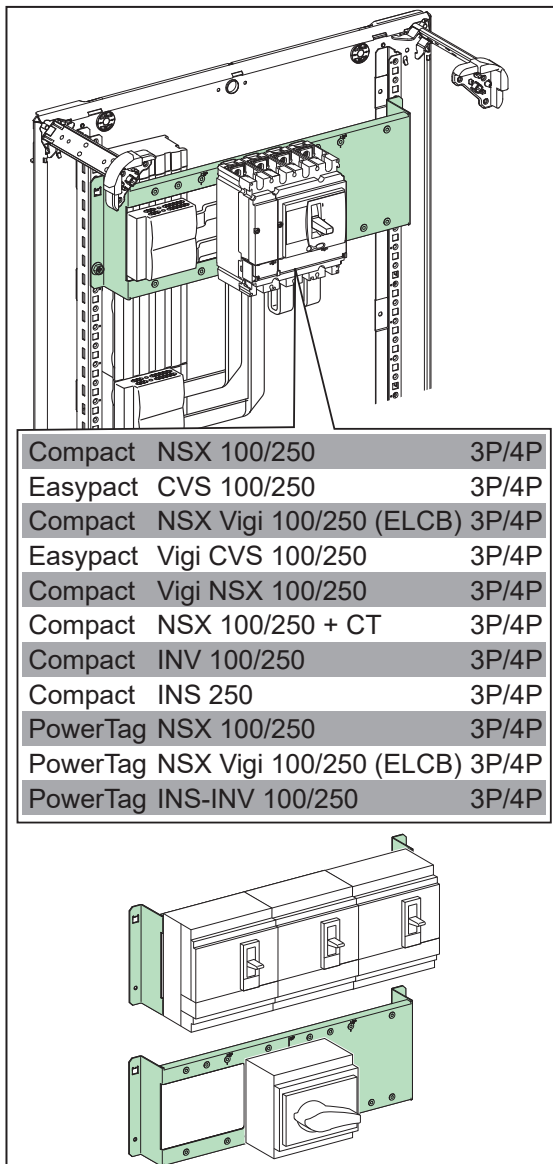 Compact NSX 100/250 3P/4P
Easypact CVS 100/250 3P/4P
Compact NSX Vigi 100/250 (ELCB) 3P/4P
Easypact Vigi CVS 100/250 3P/4P
Compact Vigi NSX 100/250 3P/4P
Compact NSX 100/250 + CT 3P/4P
Compact INV 100/250 3P/4P
Compact INS 250 3P/4P
PowerTag NSX 100/250 3P/4P
PowerTag NSX Vigi 100/250 (ELCB) 3P/4P
PowerTag INS-INV 100/250 3P/4P